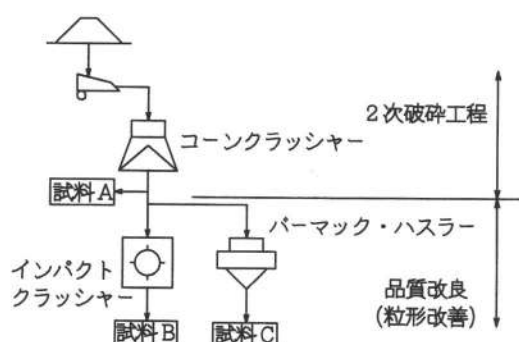 2次破砕工程
コーンクラッシャー
試料A
バーマック・ハスラー
インパクト
クラッシャー
品質改良
(粒形改善)
試料B
試料C